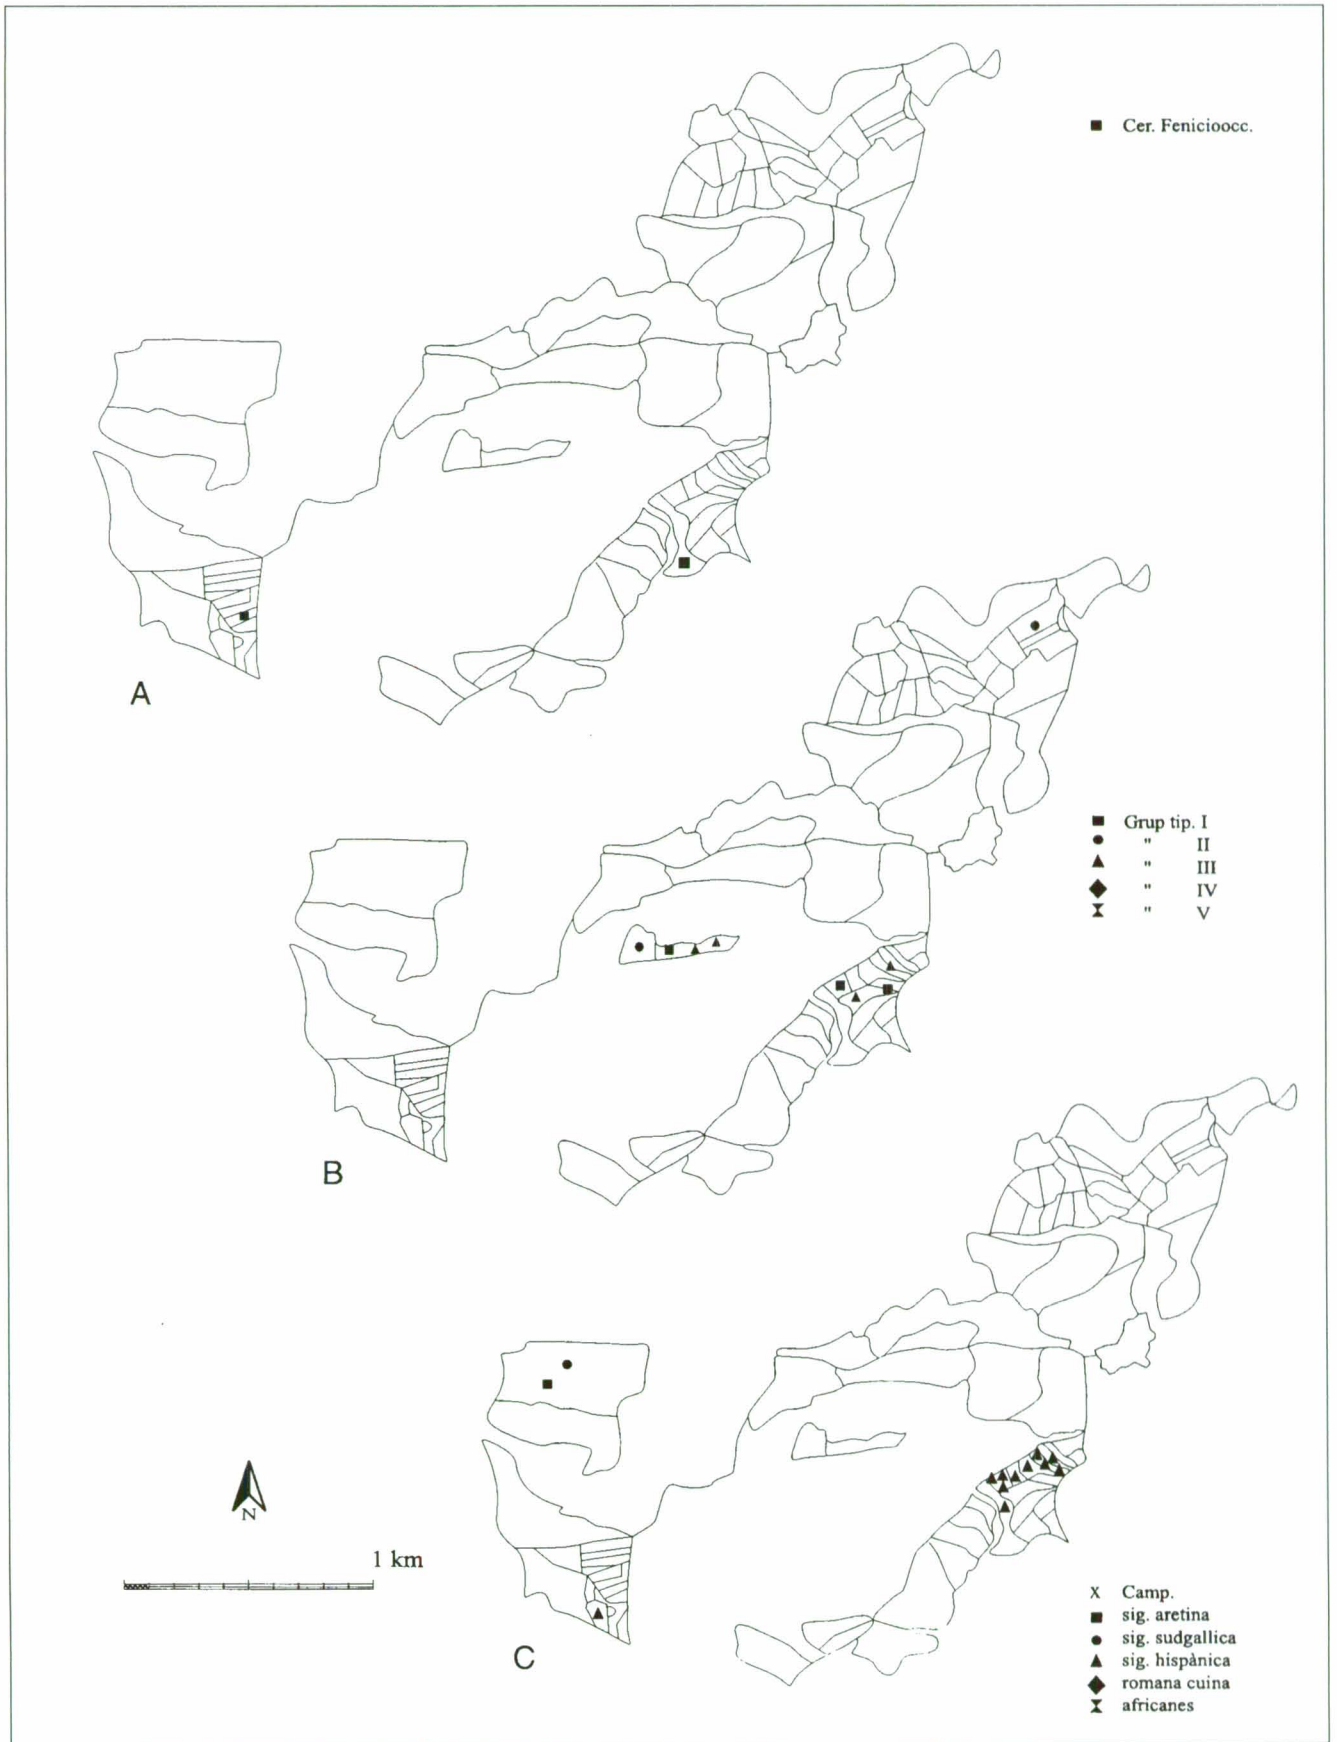 Cer. Fenicioocc.
A
Grup tip. I
" II
" III
" IV
" V
B
1 km
N
C
X Camp.
sig. aretina
sig. sudgallica
sig. hispànica
romana cuina
africanes